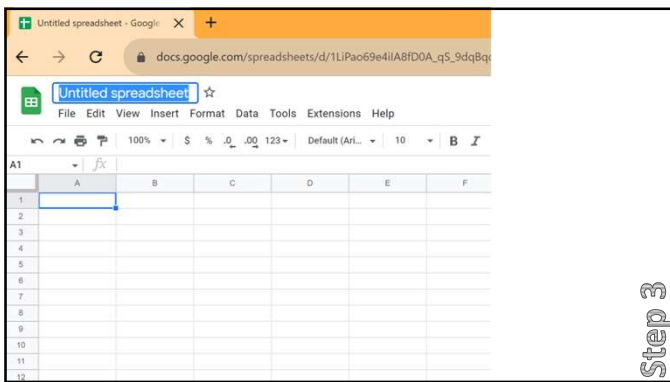 Untitled spreadsheet - Google
docs.google.com/spreadsheets/d/1LiPao69e4iIA8fD0A_qS_9dqBq
Untitled spreadsheet
File Edit View Insert Format Data Tools Extensions Help
100% $ % .0 .00 123 Default (Ari... 10 B I
A1 fx
A B C D E F
1
2
3
4
5
6
7
8
9
10
11
12
Step 3